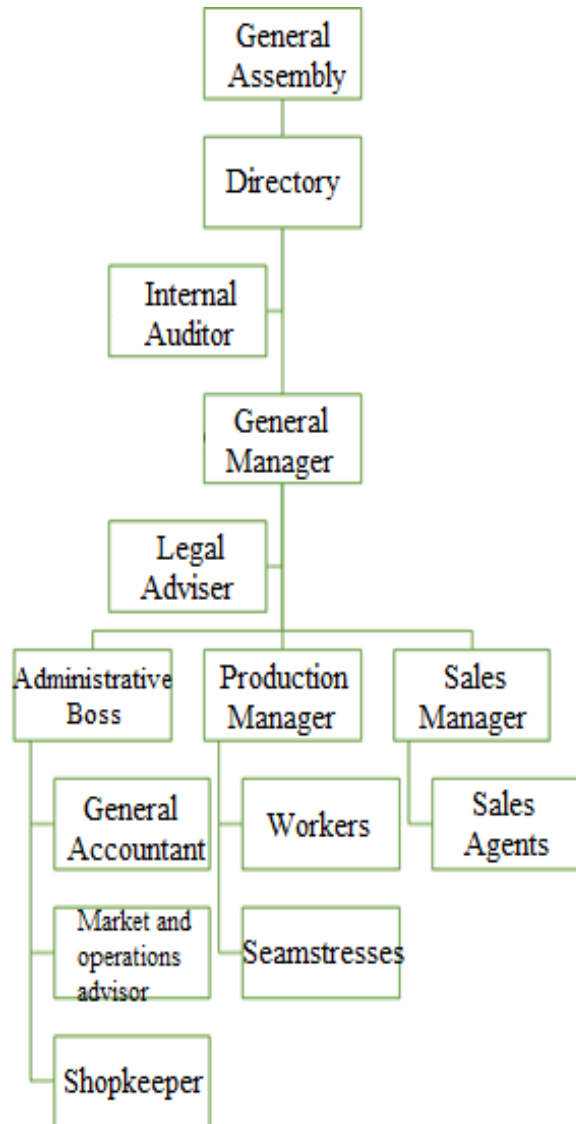 General
Assembly
Directory
Internal
Auditor
General
Manager
Legal
Adviser
Administrative
Boss
Production
Manager
Sales
Manager
General
Accountant
Workers
Sales
Agents
Market and
operations
advisor
Seamstresses
Shopkeeper